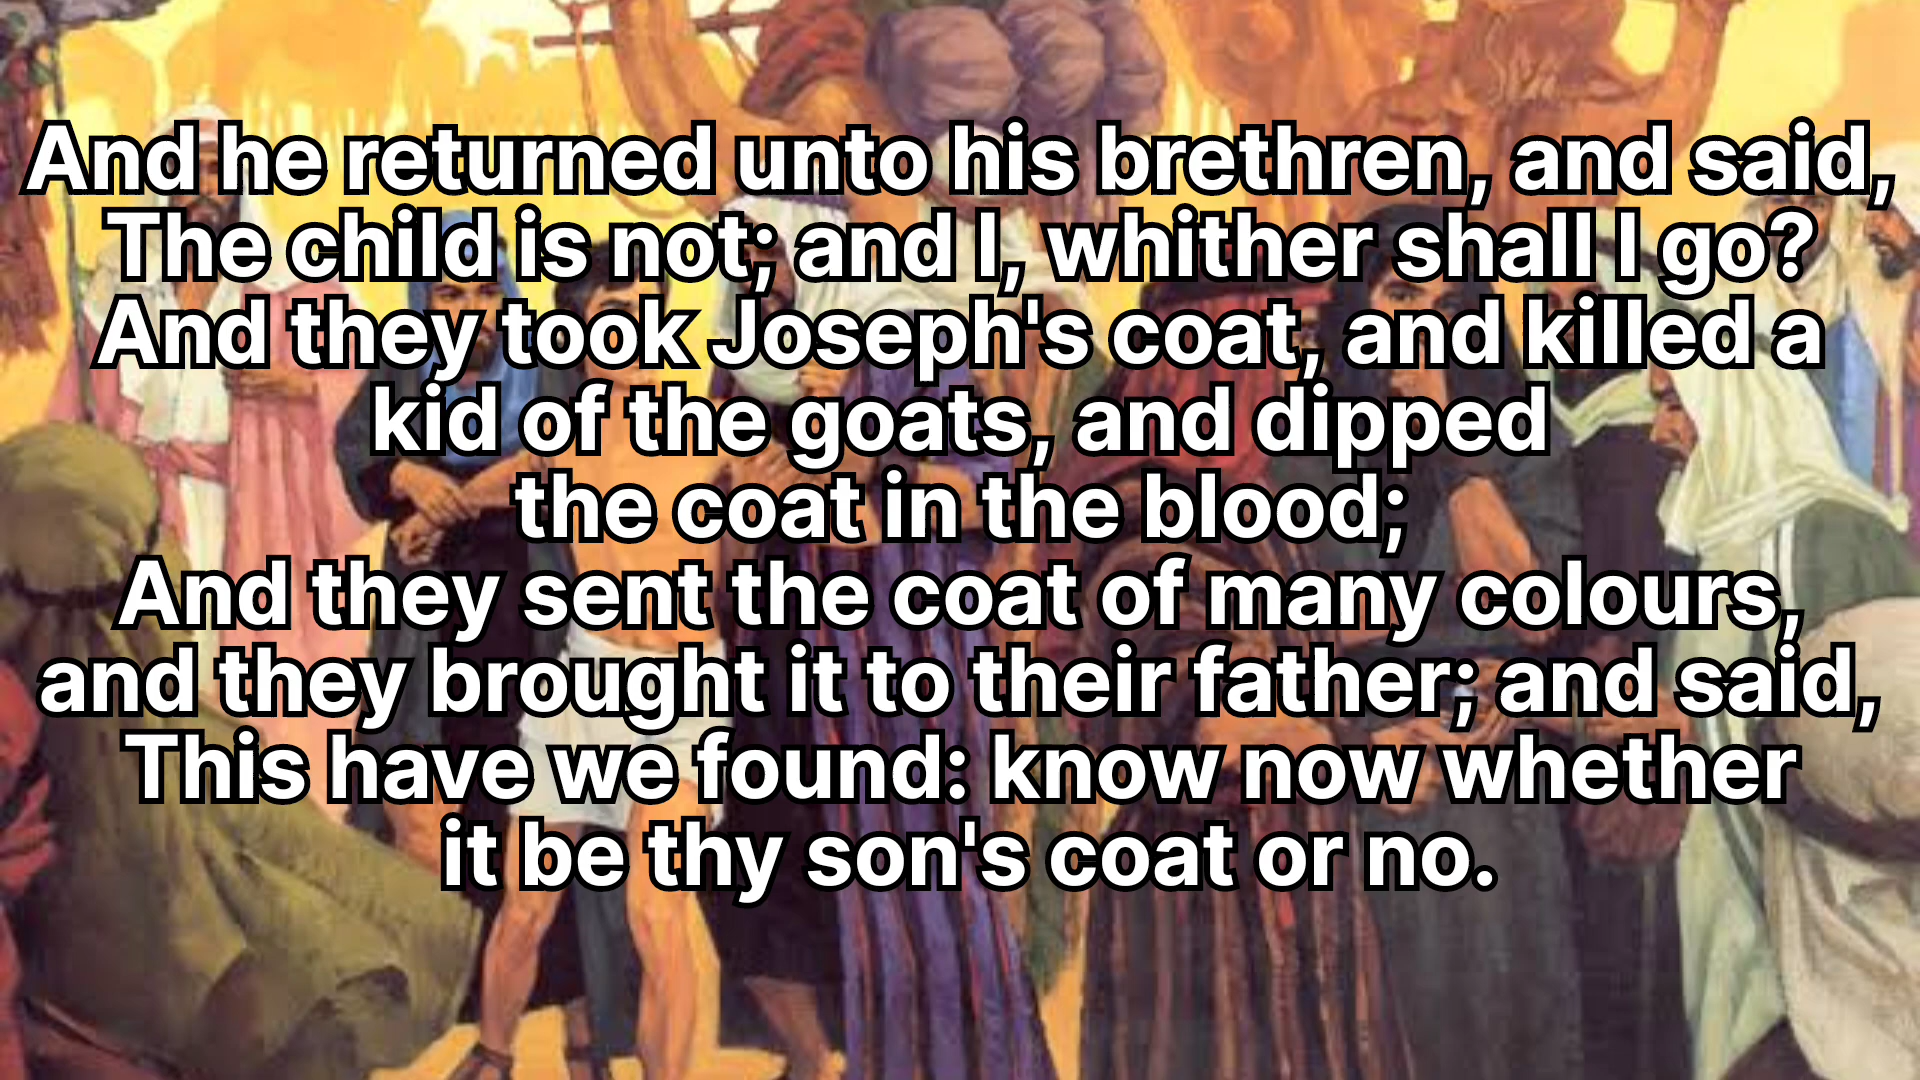 And he returned unto his brethren, and said,
The child is not; and I, whither shall I go?
And they took Joseph's coat, and killed a
kid of the goats, and dipped
the coat in the blood;
And they sent the coat of many colours,
and they brought it to their father; and said,
This have we found: know now whether
it be thy son's coat or no.